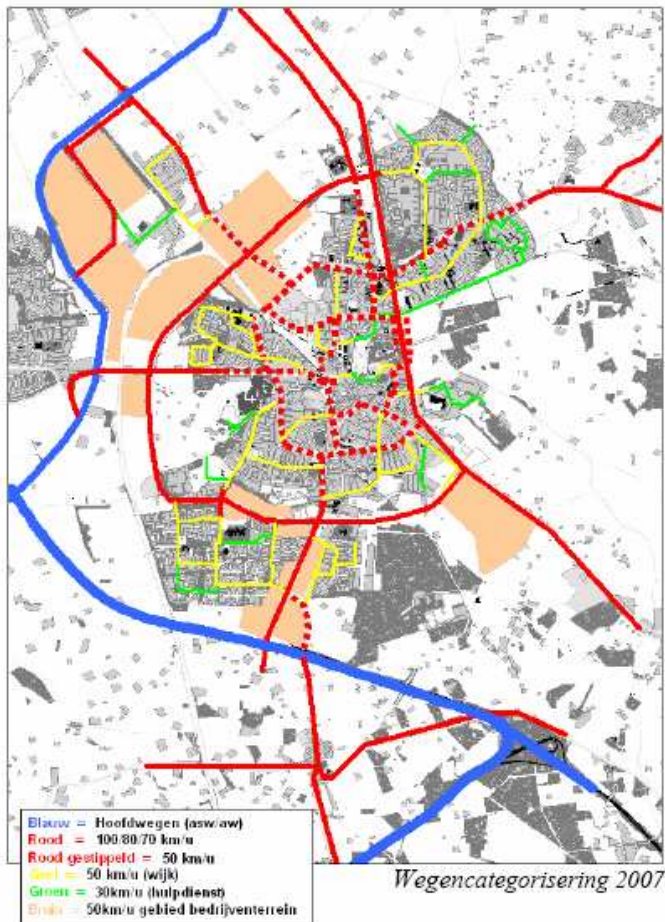 Blauw = Hoofdwegen (asw/aw)
Rood = 100/80/70 km/u
Rood gestippeld = 50 km/u
Geel = 50 km/u (wijk)
Groen = 30km/u (hulpdienst)
Bruin = 50km/u gebied bedrijventerrein
Wegencategorisering 2007